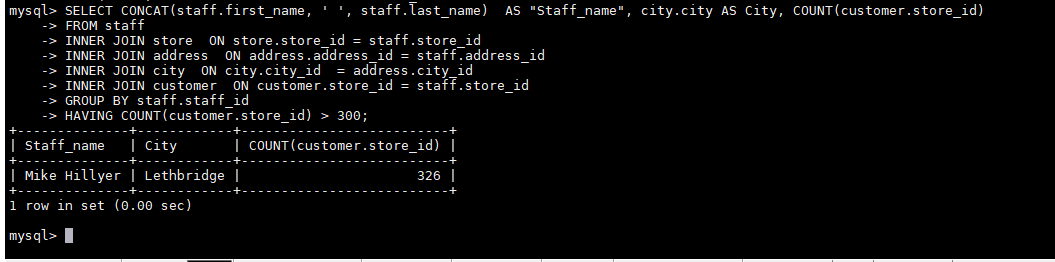 mysql> SELECT CONCAT(staff.first_name, ' ', staff.last_name)  AS "Staff_name", city.city AS City, COUNT(customer.store_id)
    -> FROM staff
    -> INNER JOIN store  ON store.store_id = staff.store_id
    -> INNER JOIN address  ON address.address_id = staff.address_id
    -> INNER JOIN city  ON city.city_id  = address.city_id
    -> INNER JOIN customer  ON customer.store_id = staff.store_id
    -> GROUP BY staff.staff_id
    -> HAVING COUNT(customer.store_id) > 300;
+--------------+------------+--------------------------+
| Staff_name   | City       | COUNT(customer.store_id) |
+--------------+------------+--------------------------+
| Mike Hillyer | Lethbridge |                      326 |
+--------------+------------+--------------------------+
1 row in set (0.00 sec)
mysql>